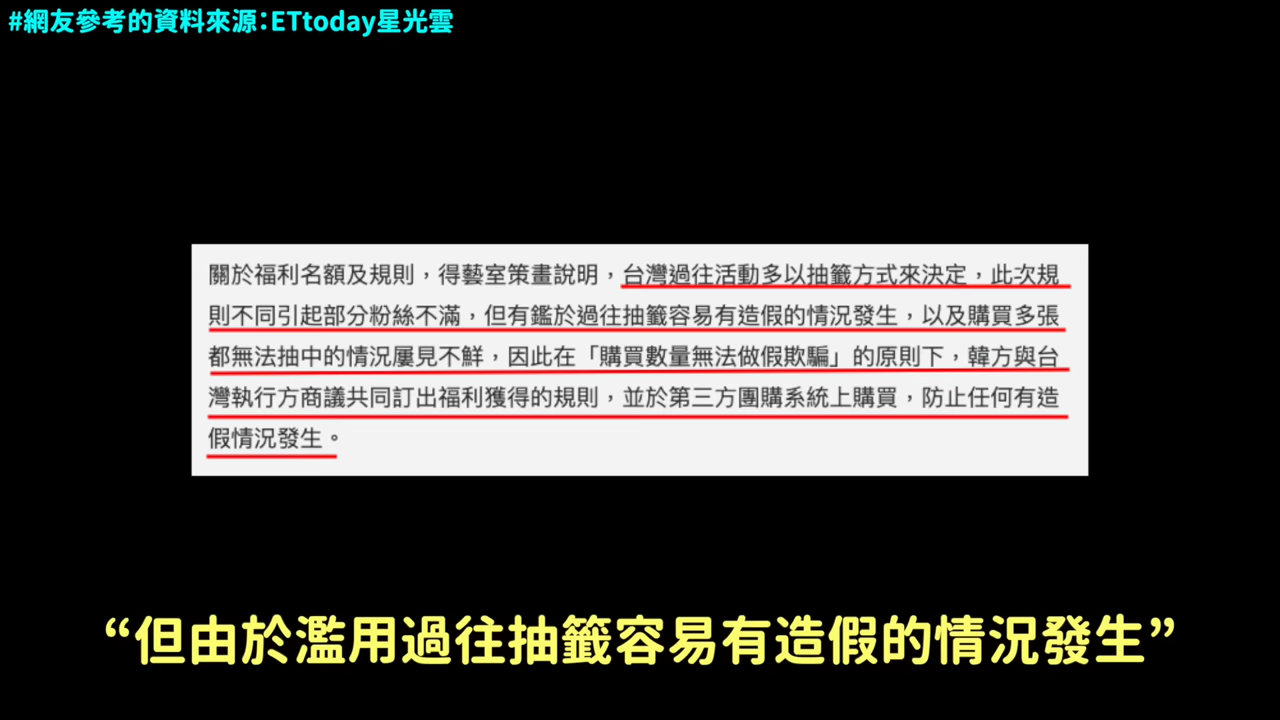 #網友參考的資料來源:ETtoday星光雲
關於福利名額及規則，得藝室策畫說明，台灣過往活動多以抽籤方式來決定，此次規
則不同引起部分粉絲不滿，但有鑑於過往抽籤容易有造假的情況發生，以及購買多張
都無法抽中的情況屢見不鮮，因此在「購買數量無法做假欺騙」的原則下，韓方與台
灣執行方商議共同訂出福利獲得的規則，並於第三方團購系統上購買，防止任何有造
假情況發生。
“但由於濫用過往抽籤容易有造假的情況發生”